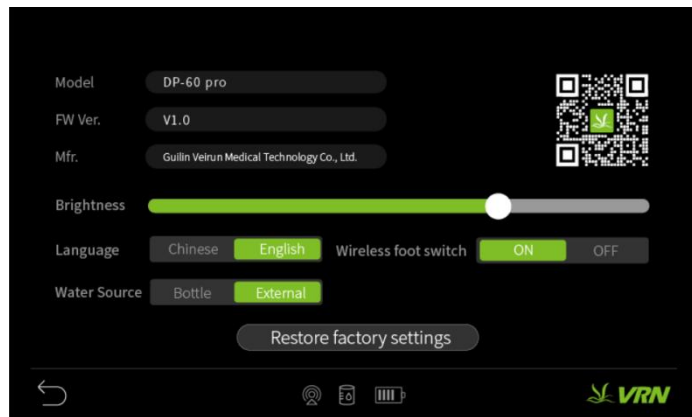 Model DP-60 pro
FW Ver. V1.0
Mfr. Guilin Veirun Medical Technology Co., Ltd.
Brightness
Language Chinese English Wireless foot switch ON OFF
Water Source Bottle External
Restore factory settings
VRN